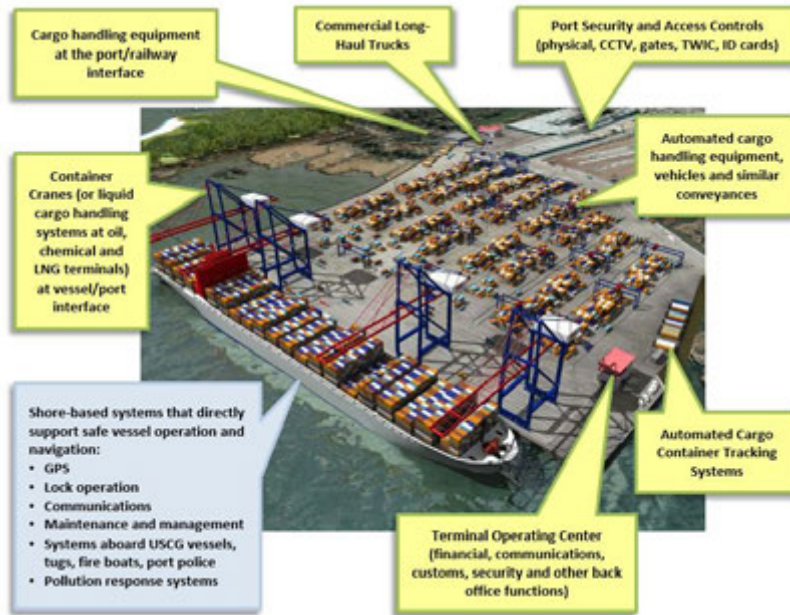 Cargo handling equipment
at the port/railway
interface
Commercial Long-
Haul Trucks
Port Security and Access Controls
(physical, CCTV, gates, TWIC, ID cards)
Container
Cranes (or liquid
cargo handling
systems at oil,
chemical and
LNG terminals)
at vessel/port
interface
Automated cargo
handling equipment,
vehicles and similar
conveyances
Shore-based systems that directly
support safe vessel operation and
navigation:
• GPS
• Lock operation
• Communications
• Maintenance and management
• Systems aboard USCG vessels,
tugs, fire boats, port police
• Pollution response systems
Automated Cargo
Container Tracking
Systems
Terminal Operating Center
(financial, communications,
customs, security and other back
office functions)